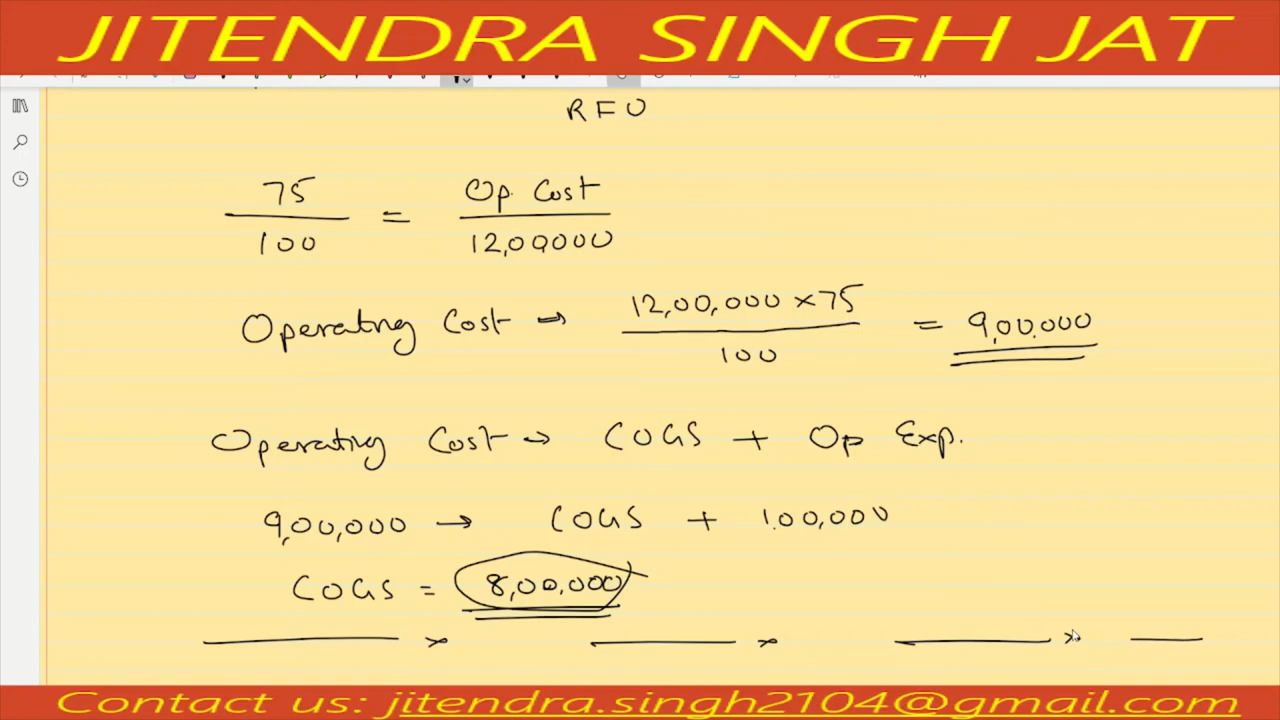 JITENDRA SINGH JAT
RFO
75 / 100 = Op. Cost / 12,00000
Operating Cost → 12,00,000 × 75 / 100 = 9,00,000
Operating Cost → COGS + Op Exp.
9,00,000 → COGS + 1,00,000
COGS = 8,00,000
Contact us: jitendra.singh2104@gmail.com